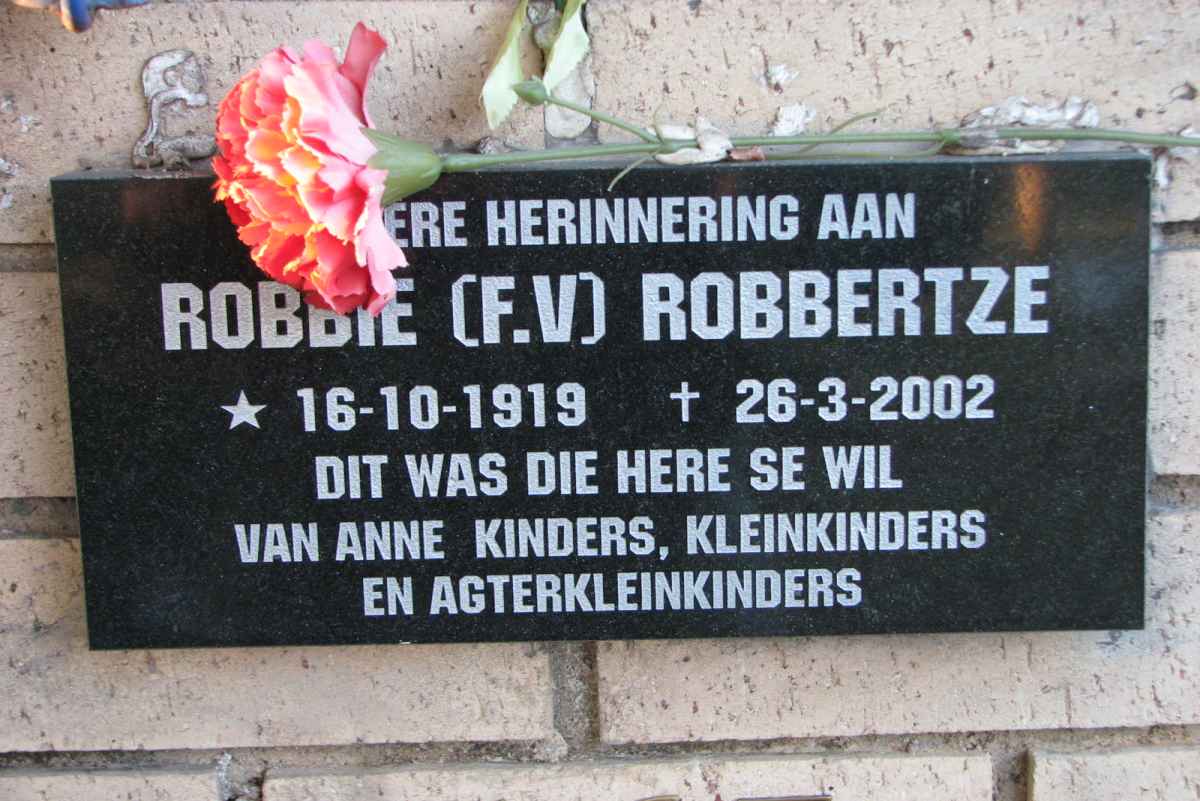 HERINNERING AAN
ROBBIE (F.V) ROBBERTZE
★ 16-10-1919 † 26-3-2002
DIT WAS DIE HERE SE WIL
VAN ANNE KINDERS, KLEINKINDERS
EN AGTERKLEINKINDERS